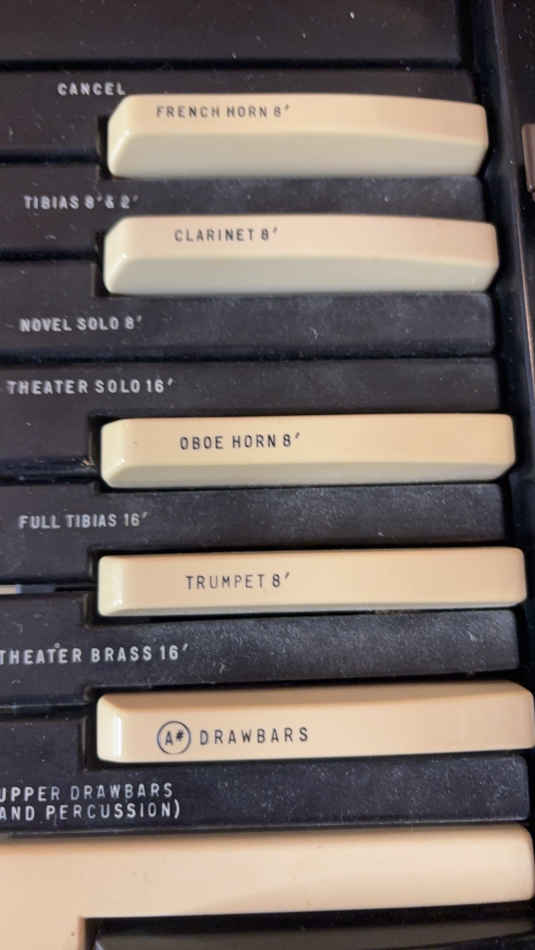 CANCEL
FRENCH HORN 8′
TIBIAS 8′ & 2′
CLARINET 8′
NOVEL SOLO 8′
THEATER SOLO 16′
OBOE HORN 8′
FULL TIBIAS 16′
TRUMPET 8′
THEATER BRASS 16′
A# DRAWBARS
UPPER DRAWBARS
AND PERCUSSION)